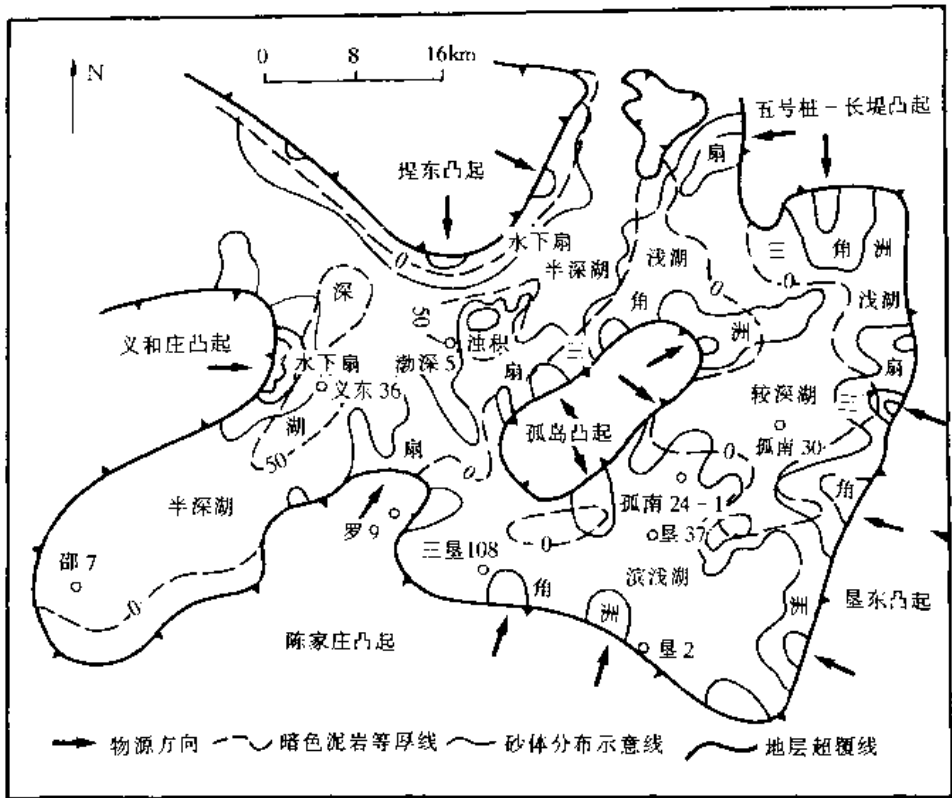 N
0 8 16km
五号桩-长堤凸起
扇
埕东凸起
水下扇
半深湖
浅湖
三角洲
0
0
0
浅湖
深
50
浊积
角
洲
三
扇
义和庄凸起
水下扇
渤深5
义东36
扇
较深湖
三
湖
50
扇
孤岛凸起
孤南30
0
0
角
半深湖
孤南24-1
罗9
0
垦37
邵7
三垦108
角
滨浅湖
洲
洲
0
垦东凸起
陈家庄凸起
垦2
物源方向
暗色泥岩等厚线
砂体分布示意线
地层超覆线